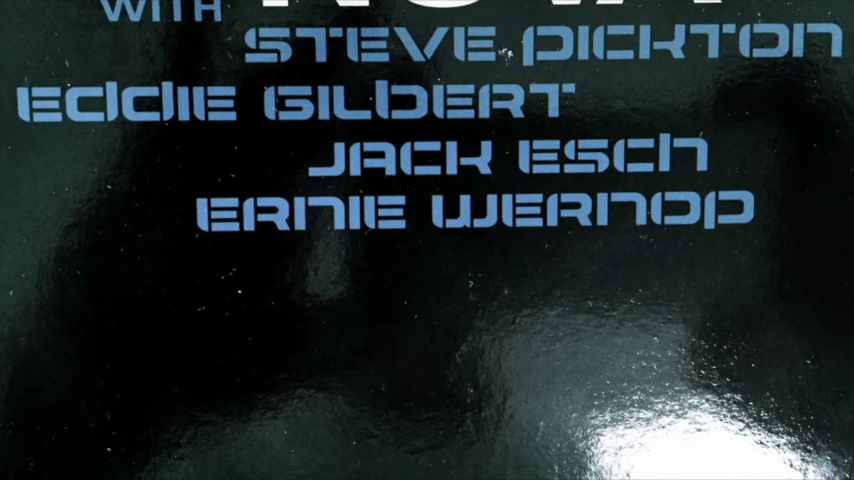 WITH
STEVE PICKTON
EDDIE GILBERT
JACK ESCH
ERNIE WERNOP